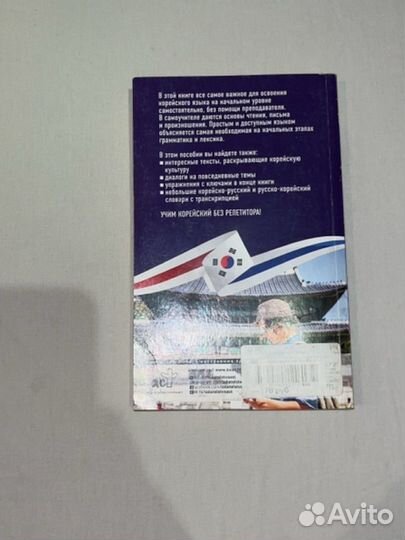 В этой книге все самое важное для освоения
корейского языка на начальном уровне
самостоятельно, без помощи преподавателя.
В самоучителе даются основы чтения, письма
и произношения. Простым и доступным языком
объясняется самая необходимая на начальных этапах
грамматика и лексика.
В этом пособии вы найдете также:
интересные тексты, раскрывающие корейскую
культуру
диалоги на повседневные темы
упражнения с ключами в конце книги
небольшие корейско-русский и русско-корейский
словари с транскрипцией
УЧИМ КОРЕЙСКИЙ БЕЗ РЕПЕТИТОРА!
Avito